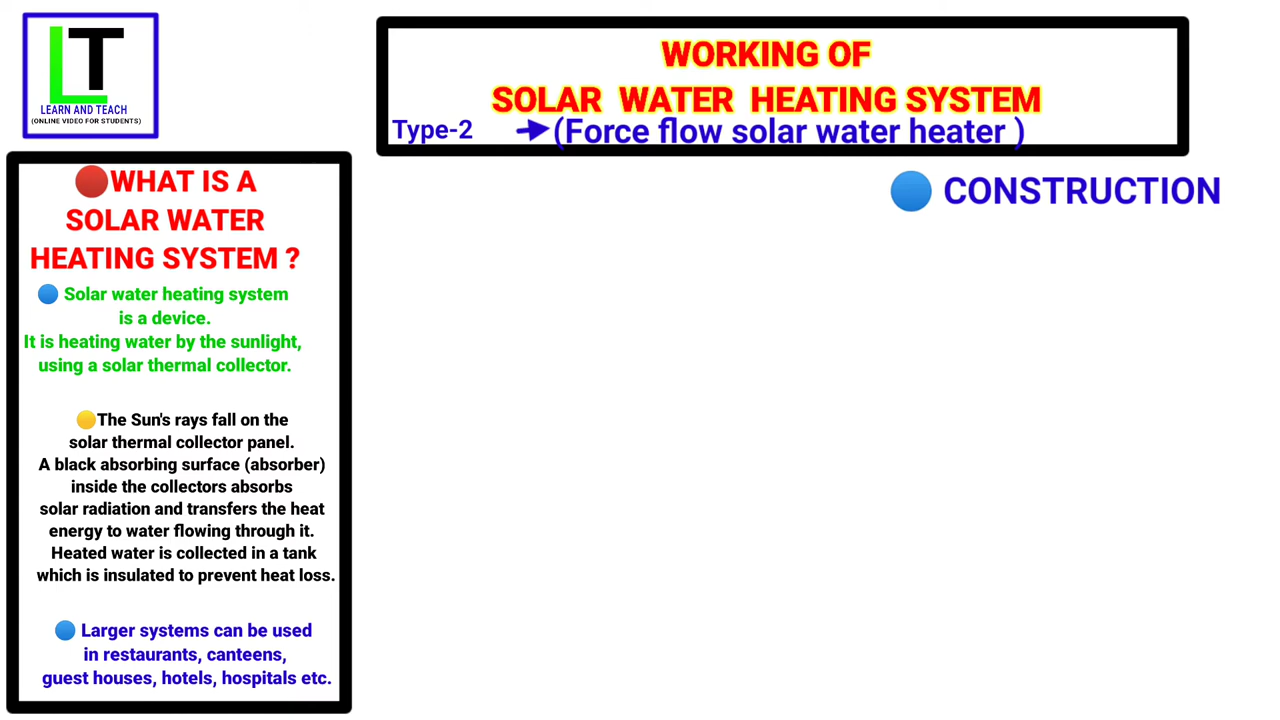 LT
LEARN AND TEACH
(ONLINE VIDEO FOR STUDENTS)
WORKING OF
SOLAR WATER HEATING SYSTEM
Type-2 (Force flow solar water heater )
CONSTRUCTION
WHAT IS A
SOLAR WATER
HEATING SYSTEM ?
Solar water heating system
is a device.
It is heating water by the sunlight,
using a solar thermal collector.
The Sun's rays fall on the
solar thermal collector panel.
A black absorbing surface (absorber)
inside the collectors absorbs
solar radiation and transfers the heat
energy to water flowing through it.
Heated water is collected in a tank
which is insulated to prevent heat loss.
Larger systems can be used
in restaurants, canteens,
guest houses, hotels, hospitals etc.